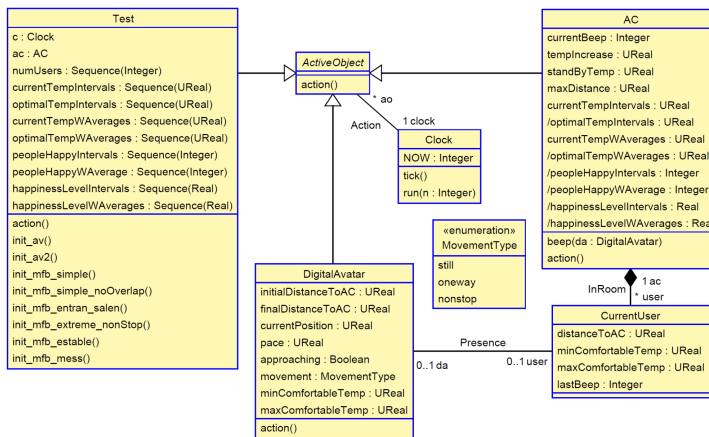 Test
c : Clock
ac : AC
numUsers : Sequence(Integer)
currentTempIntervals : Sequence(UReal)
optimalTempIntervals : Sequence(UReal)
currentTempWAverages : Sequence(UReal)
optimalTempWAverages : Sequence(UReal)
peopleHappyIntervals : Sequence(Integer)
peopleHappyWAverage : Sequence(Integer)
happinessLevelIntervals : Sequence(Real)
happinessLevelWAverages : Sequence(Real)
action()
init_av()
init_av2()
init_mfb_simple()
init_mfb_simple_noOverlap()
init_mfb_entran_salen()
init_mfb_extreme_nonStop()
init_mfb_estable()
init_mfb_mess()
ActiveObject
action()
* ao
Action
1 clock
Clock
NOW : Integer
tick()
run(n : Integer)
«enumeration»
MovementType
still
oneway
nonstop
DigitalAvatar
initialDistanceToAC : UReal
finalDistanceToAC : UReal
currentPosition : UReal
pace : UReal
approaching : Boolean
movement : MovementType
minComfortableTemp : UReal
maxComfortableTemp : UReal
action()
Presence
0..1 da
0..1 user
AC
currentBeep : Integer
tempIncrease : UReal
standByTemp : UReal
maxDistance : UReal
currentTempIntervals : UReal
/optimalTempIntervals : UReal
currentTempWAverages : UReal
/optimalTempWAverages : UReal
/peopleHappyIntervals : Integer
/peopleHappyWAverage : Integer
/happinessLevelIntervals : Real
/happinessLevelWAverages : Real
beep(da : DigitalAvatar)
action()
1 ac
InRoom
* user
CurrentUser
distanceToAC : UReal
minComfortableTemp : UReal
maxComfortableTemp : UReal
lastBeep : Integer